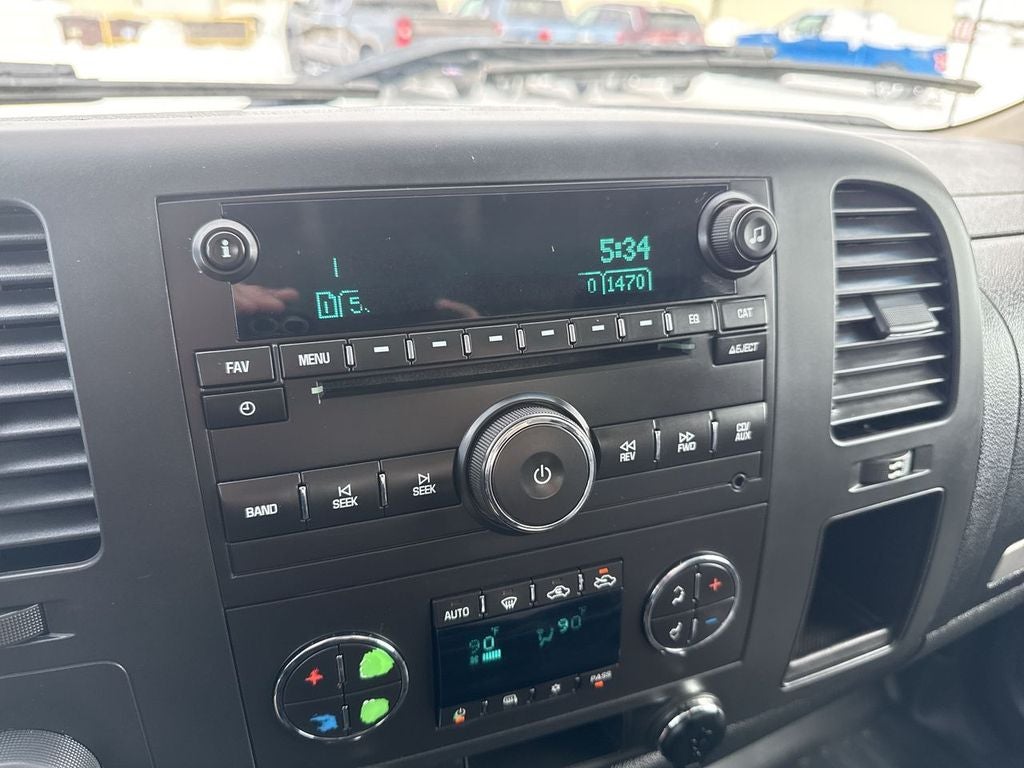 i
1
5:34
5
0 1470
FAV
MENU
EQ
CAT
EJECT
BAND
SEEK
SEEK
REV
FWD
CD/
AUX
AUTO
90 °F
90 °F
PASS